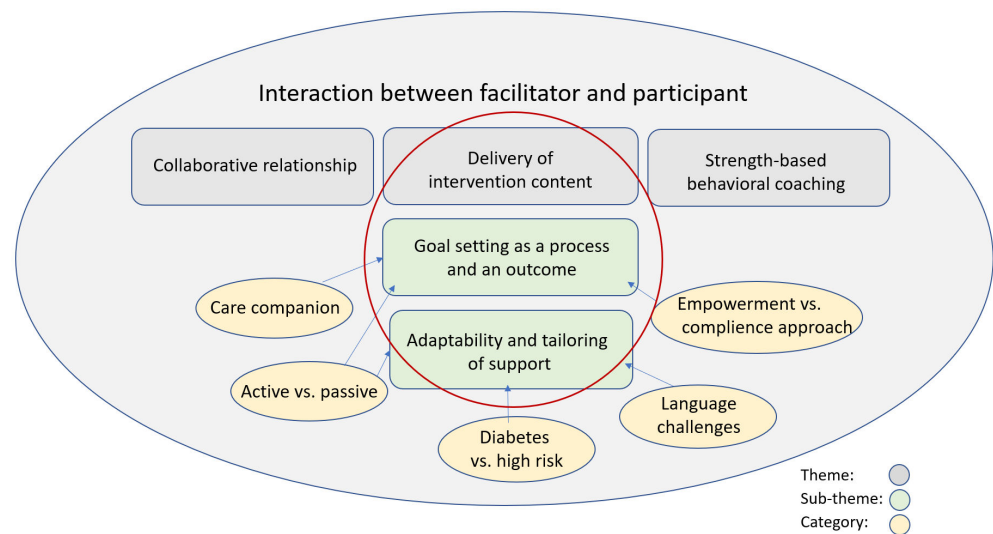 Interaction between facilitator and participant
Collaborative relationship
Delivery of
intervention content
Strength-based
behavioral coaching
Goal setting as a process
and an outcome
Care companion
Empowerment vs.
complience approach
Adaptability and tailoring
of support
Active vs. passive
Language
challenges
Diabetes
vs. high risk
Theme:
Sub-theme:
Category: